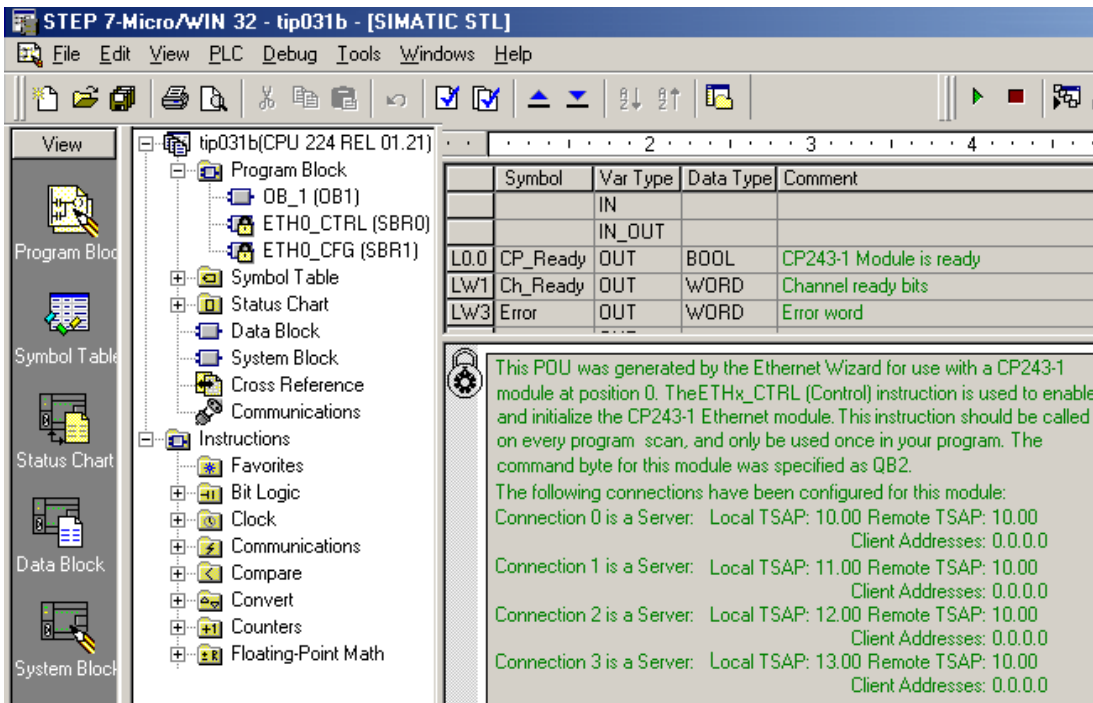 STEP 7-Micro/WIN 32 - tip031b - [SIMATIC STL]
File Edit View PLC Debug Tools Windows Help
View
Program Bloc
Symbol Table
Status Chart
Data Block
System Block
tip031b(CPU 224 REL 01.21)
Program Block
OB_1 (OB1)
ETH0_CTRL (SBR0)
ETH0_CFG (SBR1)
Symbol Table
Status Chart
Data Block
System Block
Cross Reference
Communications
Instructions
Favorites
Bit Logic
Clock
Communications
Compare
Convert
Counters
Floating-Point Math
2 3 4
Symbol Var Type Data Type Comment
IN
IN_OUT
L0.0 CP_Ready OUT BOOL CP243-1 Module is ready
LW1 Ch_Ready OUT WORD Channel ready bits
LW3 Error OUT WORD Error word
This POU was generated by the Ethernet Wizard for use with a CP243-1
module at position 0. TheETHx_CTRL (Control) instruction is used to enable
and initialize the CP243-1 Ethernet module. This instruction should be called
on every program scan, and only be used once in your program. The
command byte for this module was specified as QB2.
The following connections have been configured for this module:
Connection 0 is a Server: Local TSAP: 10.00 Remote TSAP: 10.00
Client Addresses: 0.0.0.0
Connection 1 is a Server: Local TSAP: 11.00 Remote TSAP: 10.00
Client Addresses: 0.0.0.0
Connection 2 is a Server: Local TSAP: 12.00 Remote TSAP: 10.00
Client Addresses: 0.0.0.0
Connection 3 is a Server: Local TSAP: 13.00 Remote TSAP: 10.00
Client Addresses: 0.0.0.0